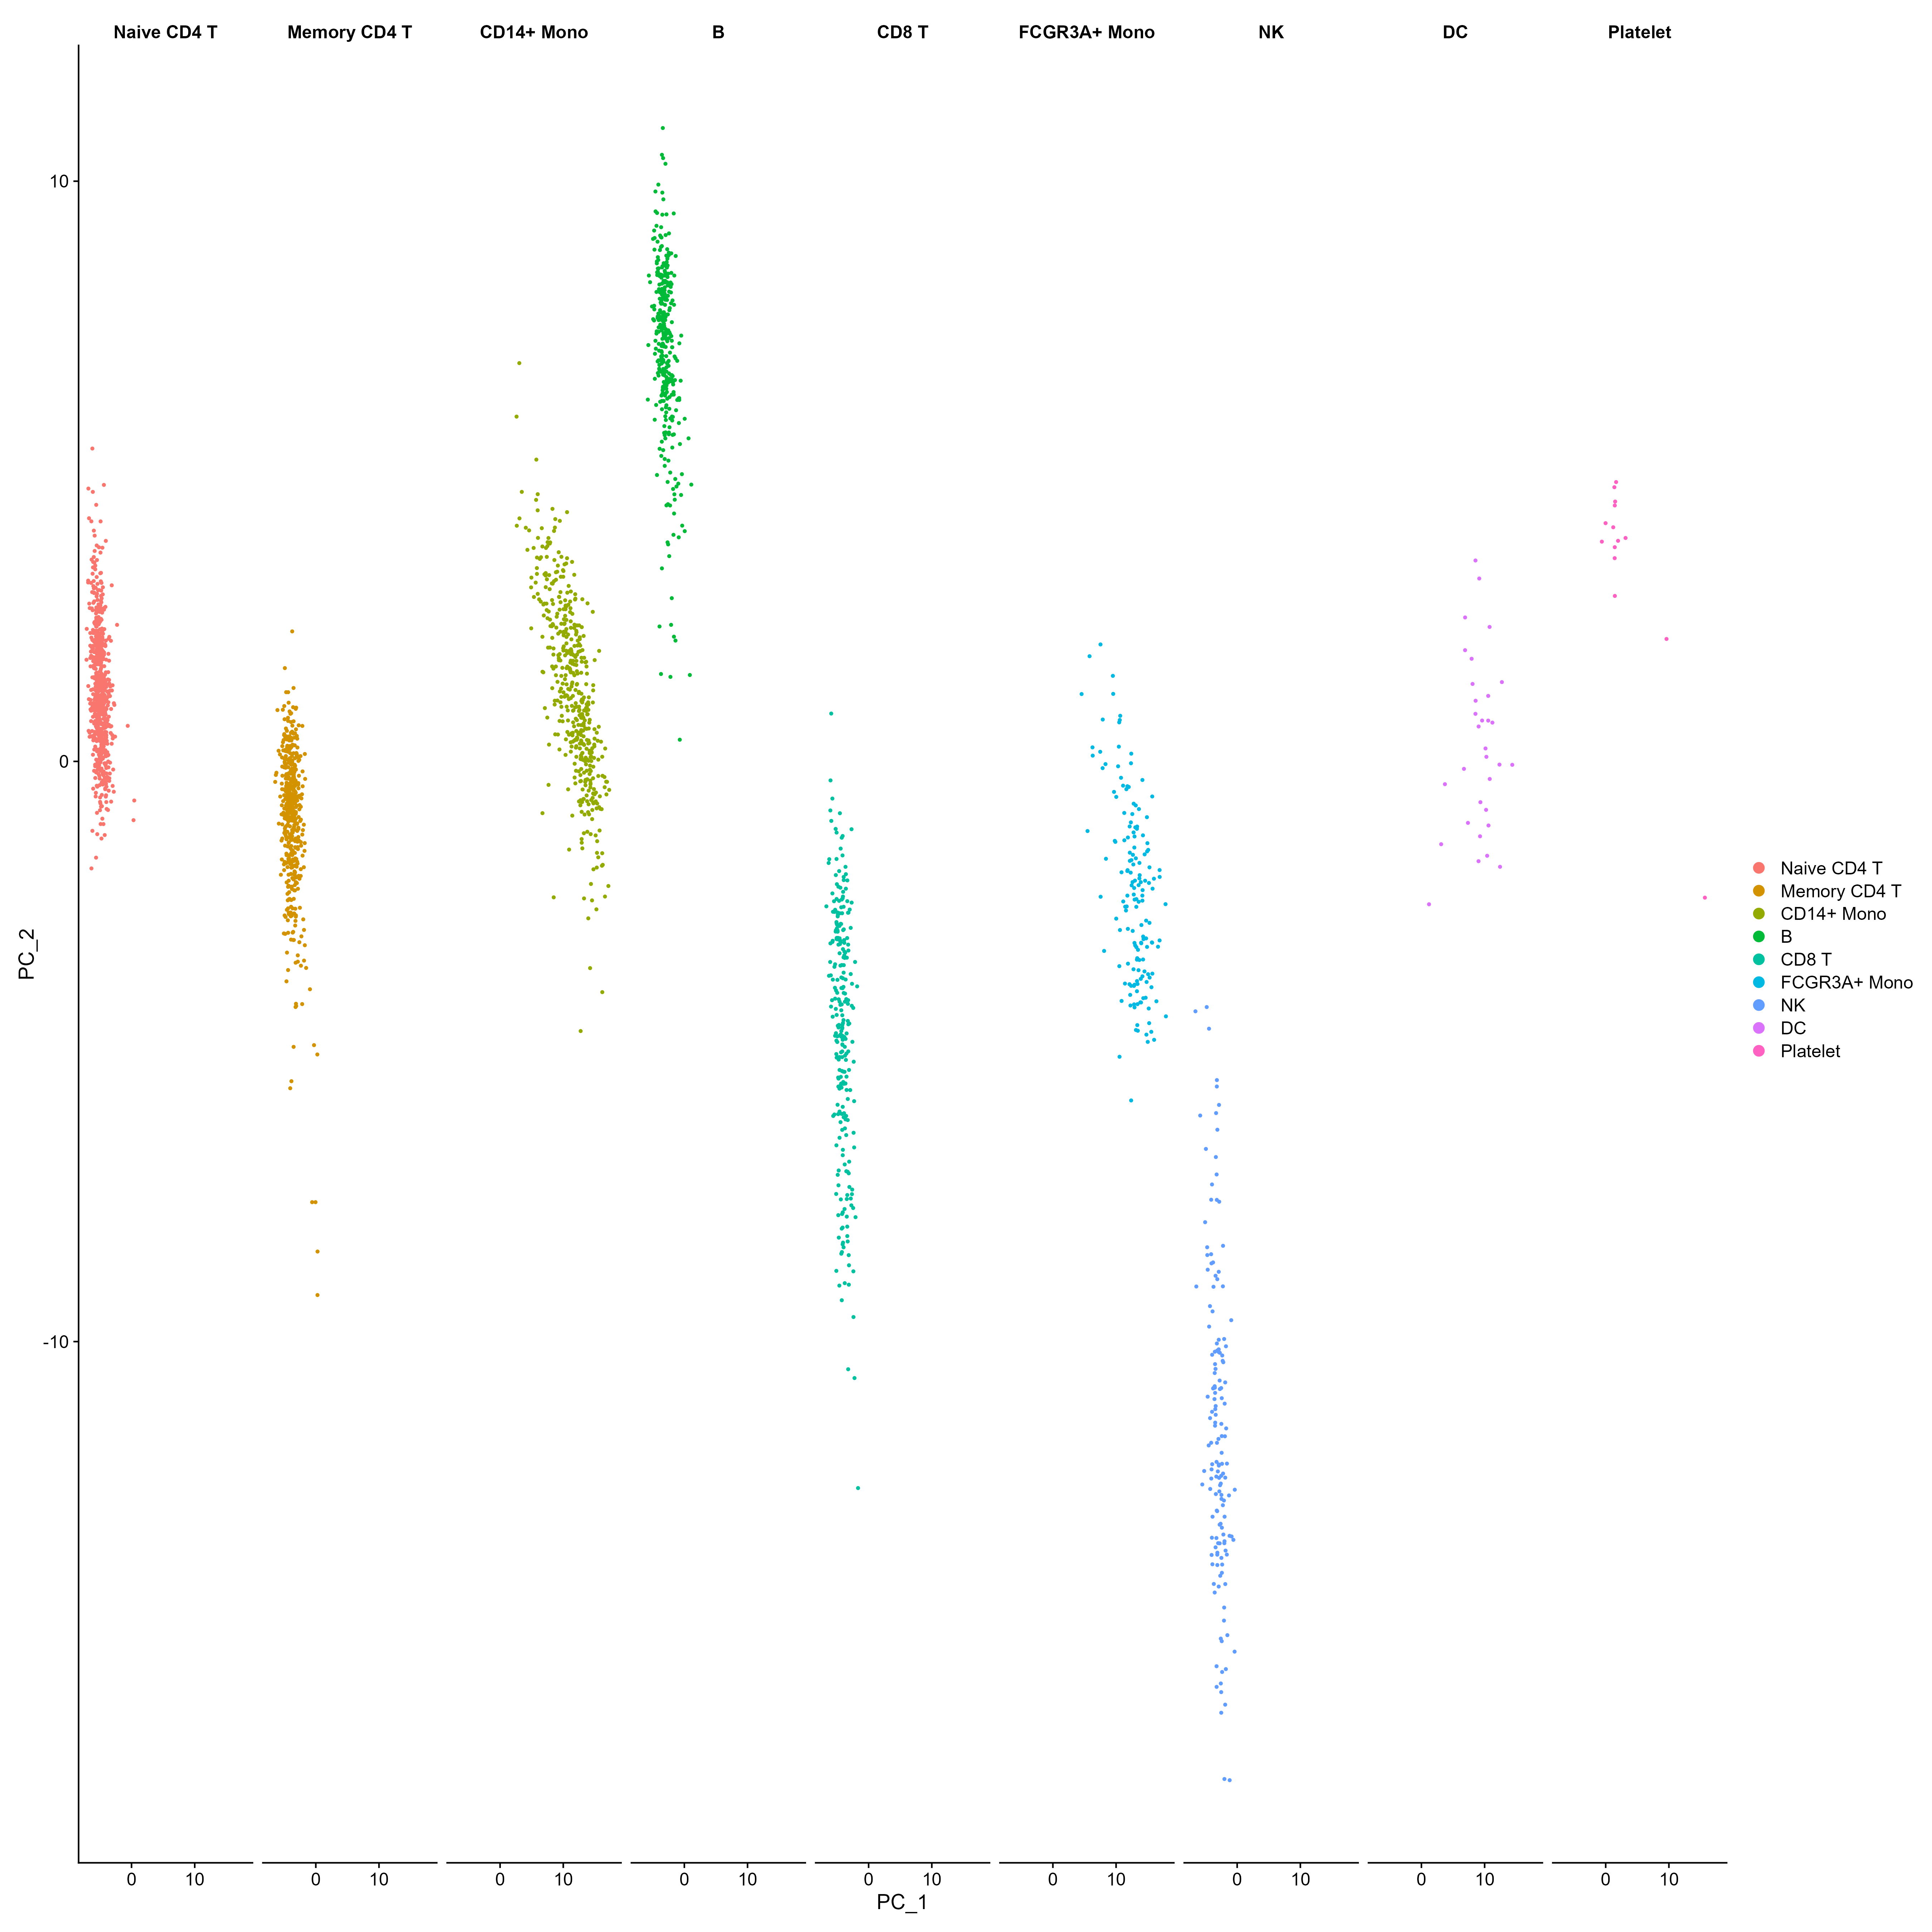 Naive CD4 T Memory CD4 T CD14+ Mono B CD8 T FCGR3A+ Mono NK DC Platelet
10
0
-10
PC_2
0 10 0 10 0 10 0 10 0 10 0 10 0 10 0 10 0 10
PC_1
Naive CD4 T
Memory CD4 T
CD14+ Mono
B
CD8 T
FCGR3A+ Mono
NK
DC
Platelet